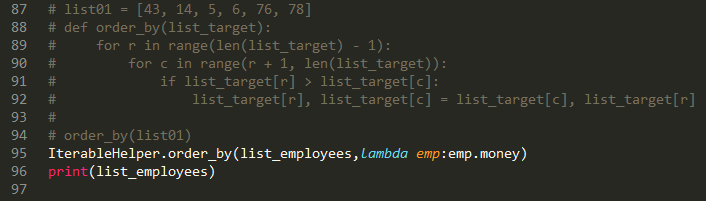 87 # list01 = [43, 14, 5, 6, 76, 78]
88 # def order_by(list_target):
89 #     for r in range(len(list_target) - 1):
90 #         for c in range(r + 1, len(list_target)):
91 #             if list_target[r] > list_target[c]:
92 #                 list_target[r], list_target[c] = list_target[c], list_target[r]
93 #
94 # order_by(list01)
95 IterableHelper.order_by(list_employees,lambda emp:emp.money)
96 print(list_employees)
97